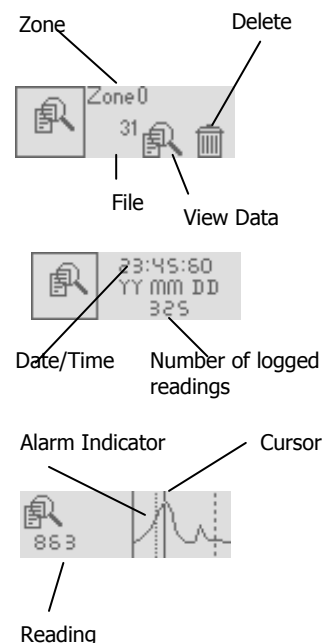 Zone
Delete
Zone0
31
File
View Data
23:45:60
YY mm DD
325
Date/Time
Number of logged
readings
Alarm Indicator
Cursor
863
Reading